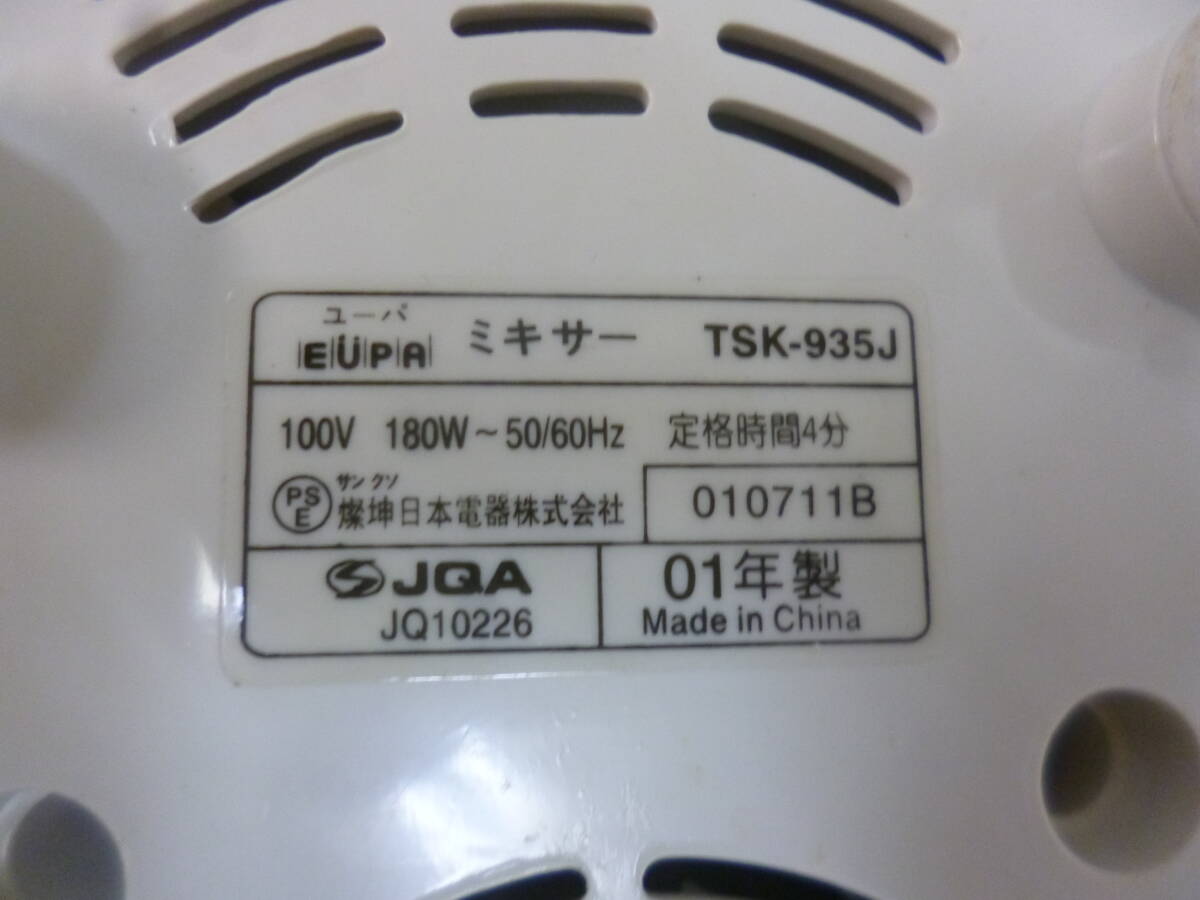 ユーパ
EUPA ミキサー TSK-935J
100V 180W～50/60Hz 定格時間4分
サンクソ
PSE 燦坤日本電器株式会社 010711B
JQA 01年製
JQ10226 Made in China